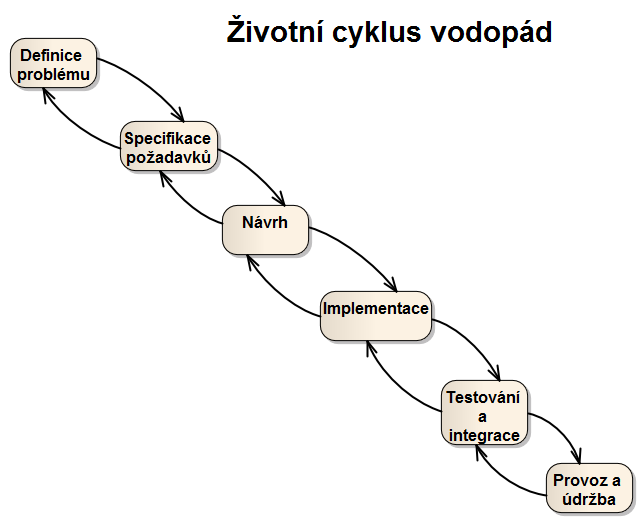 Životní cyklus vodopád
Definice
problému
Specifikace
požadavků
Návrh
Implementace
Testování
a
integrace
Provoz a
údržba